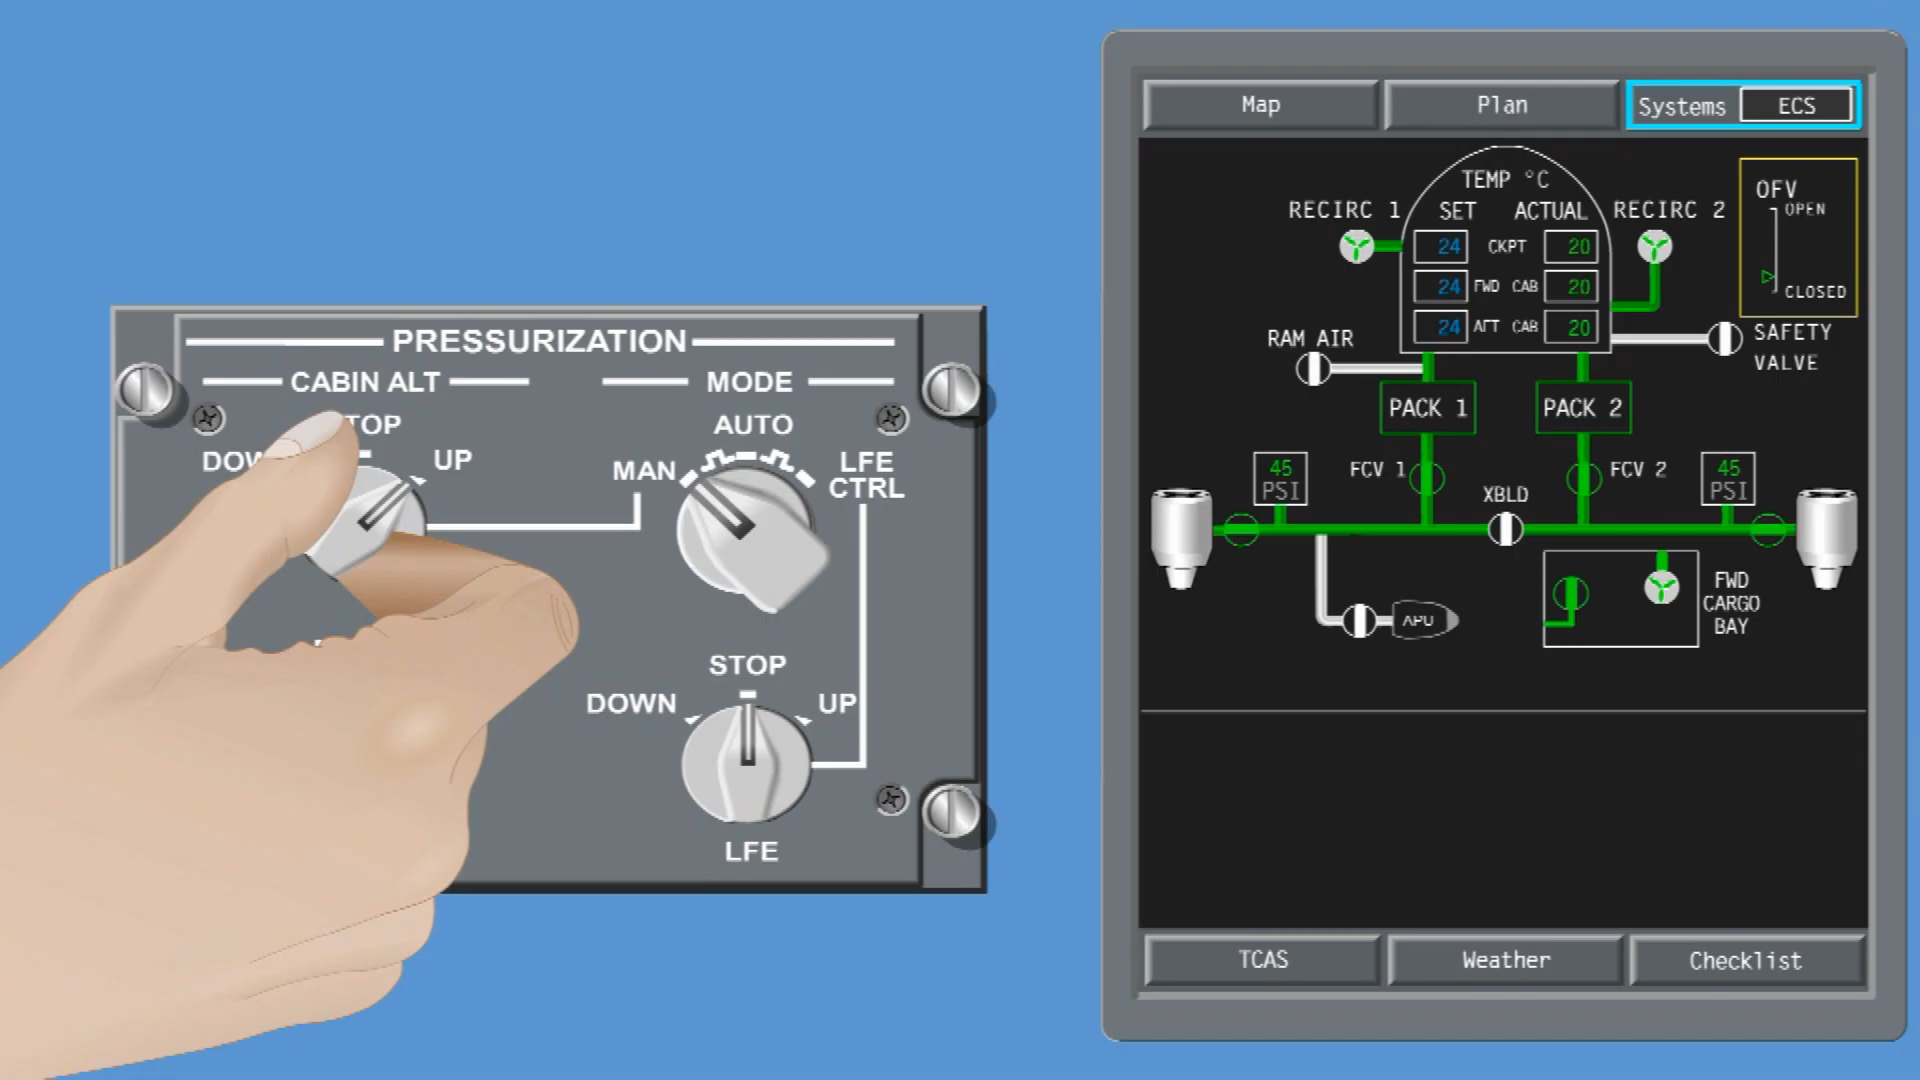 PRESSURIZATION
CABIN ALT
MODE
UP
AUTO
MAN
LFE
CTRL
STOP
DOWN
UP
LFE
Map
Plan
Systems
ECS
TEMP °C
SET
ACTUAL
RECIRC 1
RECIRC 2
24 CKPT 20
24 FWD CAB 20
24 AFT CAB 20
OFV
OPEN
CLOSED
RAM AIR
SAFETY
VALVE
PACK 1
PACK 2
FCV 1
FCV 2
45
PSI
XBLD
45
PSI
APU
FWD
CARGO
BAY
TCAS
Weather
Checklist